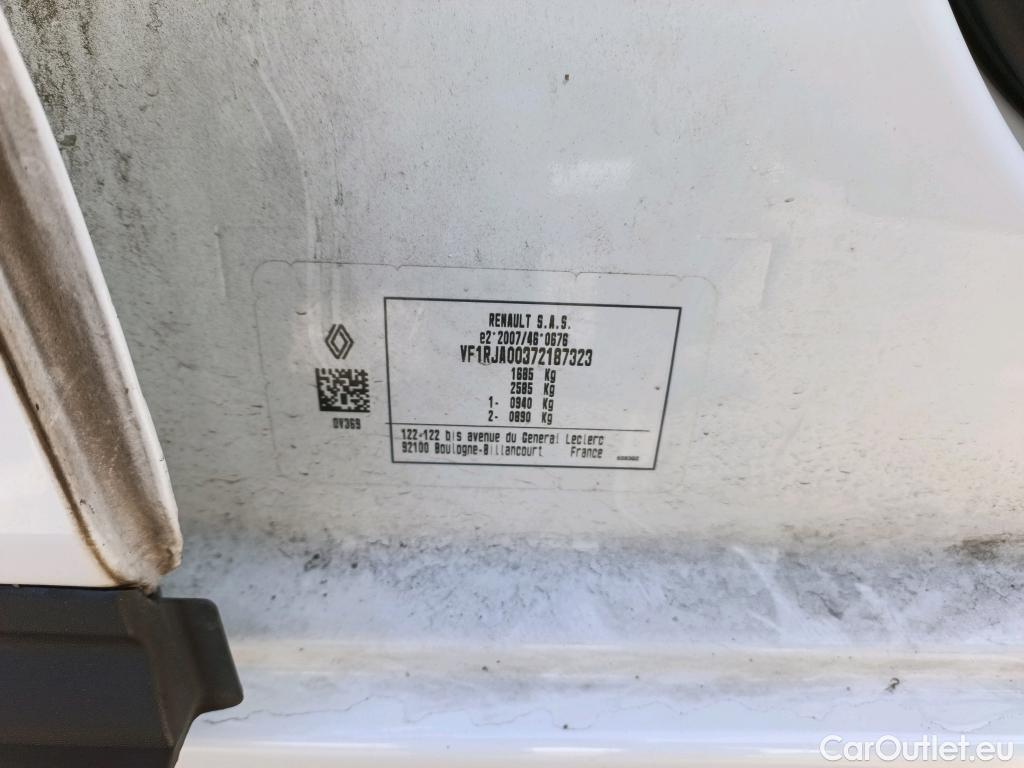 RENAULT S.A.S.
e2*2007/46*0676
VF1RJA00372187323
1685 Kg
2585 Kg
1- 0940 Kg
2- 0890 Kg
DV369
122-122 bis avenue du General Leclerc
92100 Boulogne-Billancourt France
CarOutlet.eu